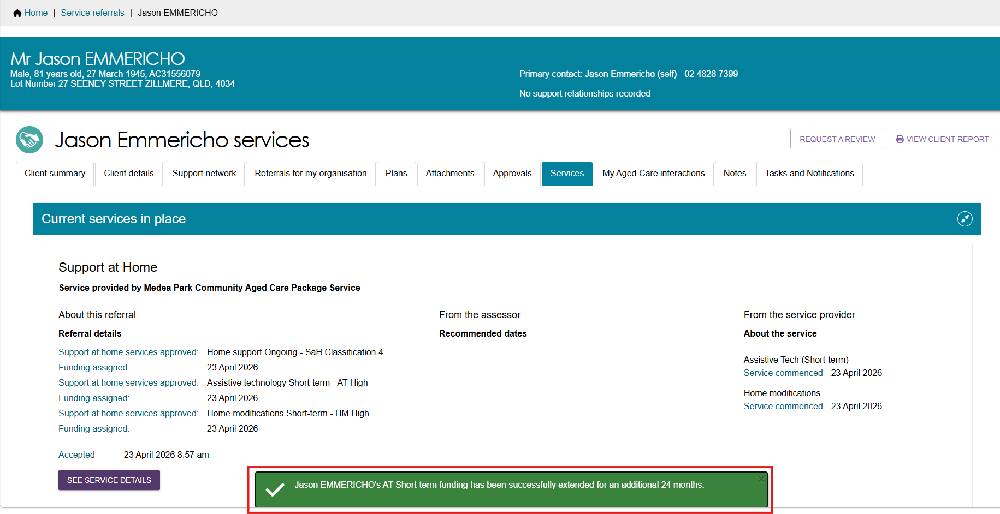 Home | Service referrals | Jason EMMERICHO
Mr Jason EMMERICHO
Male, 81 years old, 27 March 1945, AC31556079
Lot Number 27 SEENEY STREET ZILLMERE, QLD, 4034
Primary contact: Jason Emmericho (self) - 02 4828 7399
No support relationships recorded
Jason Emmericho services
REQUEST A REVIEW
VIEW CLIENT REPORT
Client summary
Client details
Support network
Referrals for my organisation
Plans
Attachments
Approvals
Services
My Aged Care interactions
Notes
Tasks and Notifications
Current services in place
Support at Home
Service provided by Medea Park Community Aged Care Package Service
About this referral
Referral details
Support at home services approved: Home support Ongoing - SaH Classification 4
Funding assigned: 23 April 2026
Support at home services approved: Assistive technology Short-term - AT High
Funding assigned: 23 April 2026
Support at home services approved: Home modifications Short-term - HM High
Funding assigned: 23 April 2026
Accepted 23 April 2026 8:57 am
SEE SERVICE DETAILS
From the assessor
Recommended dates
From the service provider
About the service
Assistive Tech (Short-term)
Service commenced 23 April 2026
Home modifications
Service commenced 23 April 2026
Jason EMMERICHO's AT Short-term funding has been successfully extended for an additional 24 months.